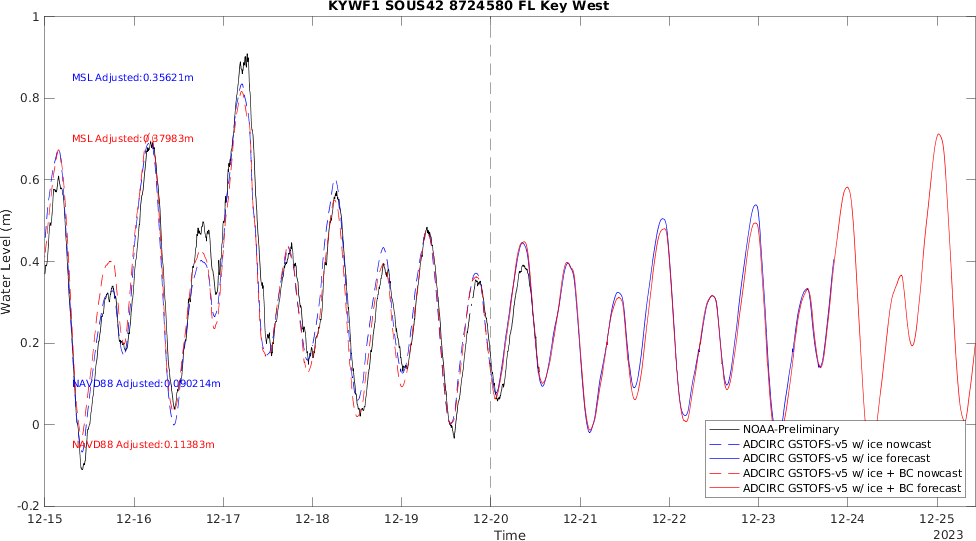 KYWF1 SOUS42 8724580 FL Key West
1
0.8
0.6
0.4
0.2
0
-0.2
Water Level (m)
MSL Adjusted:0.35621m
MSL Adjusted:0.37983m
NAVD88 Adjusted:0.090214m
NAVD88 Adjusted:0.11383m
NOAA-Preliminary
ADCIRC GSTOFS-v5 w/ ice nowcast
ADCIRC GSTOFS-v5 w/ ice forecast
ADCIRC GSTOFS-v5 w/ ice + BC nowcast
ADCIRC GSTOFS-v5 w/ ice + BC forecast
12-15 12-16 12-17 12-18 12-19 12-20 12-21 12-22 12-23 12-24 12-25
Time
2023